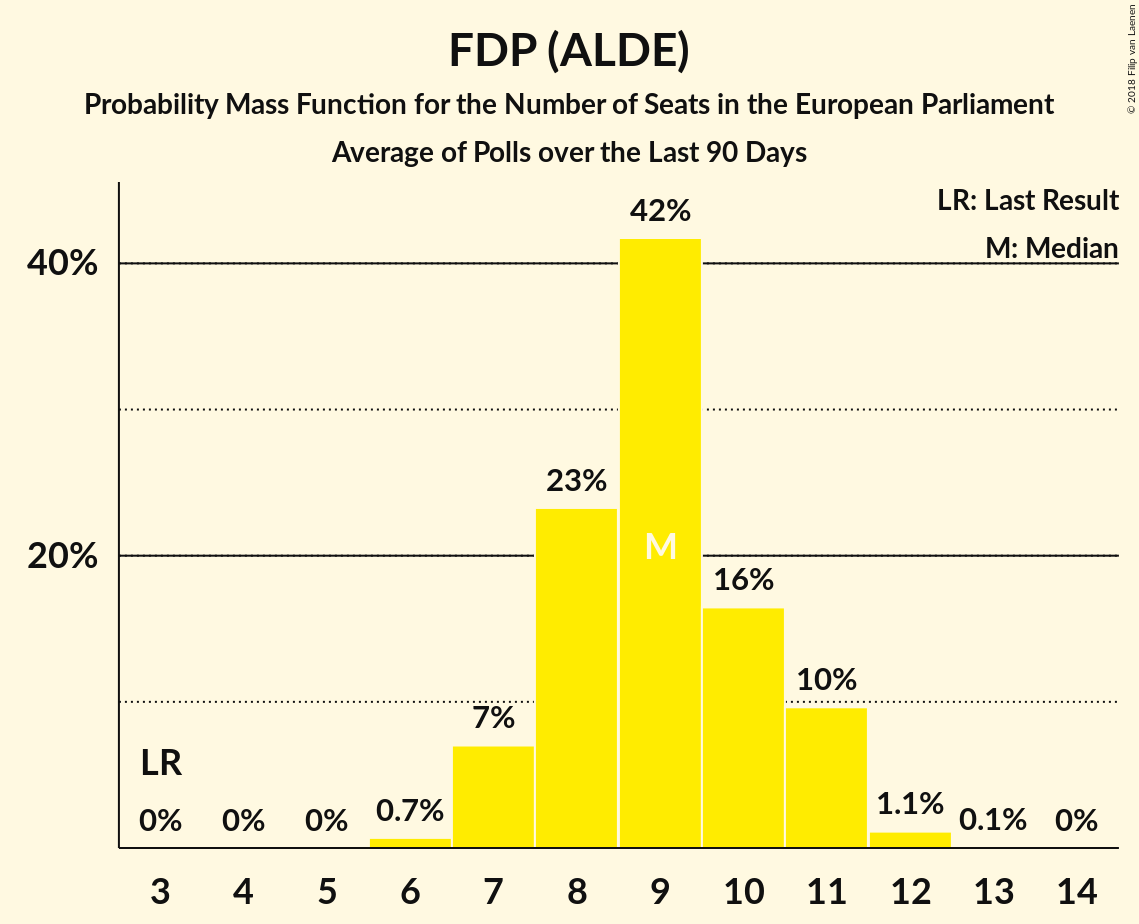 FDP (ALDE)
Probability Mass Function for the Number of Seats in the European Parliament
Average of Polls over the Last 90 Days
© 2018 Filip van Laenen
LR: Last Result
M: Median
40%
20%
42%
23%
M
16%
10%
7%
LR
0%
0%
0%
0.7%
1.1%
0.1%
0%
3 4 5 6 7 8 9 10 11 12 13 14